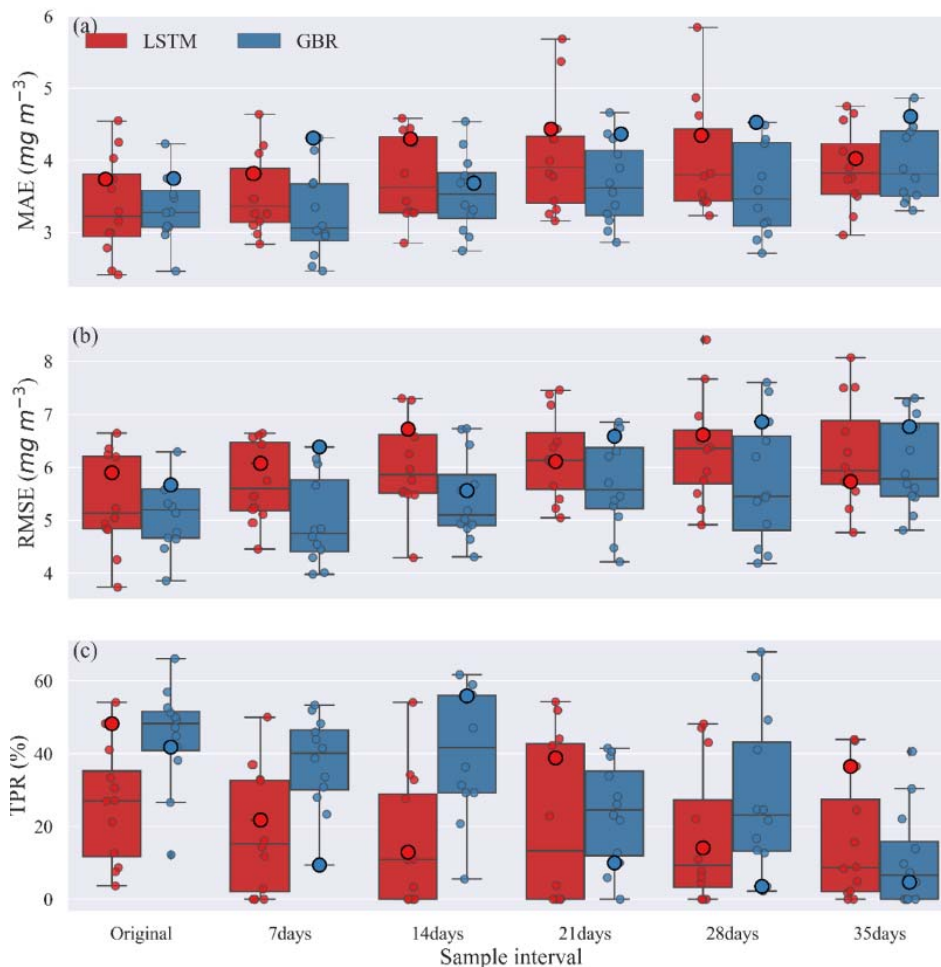 (a)
LSTM GBR
6
5
4
3
MAE (mg m⁻³)
(b)
8
7
6
5
4
RMSE (mg m⁻³)
(c)
60
40
20
0
TPR (%)
Original 7days 14days 21days 28days 35days
Sample interval